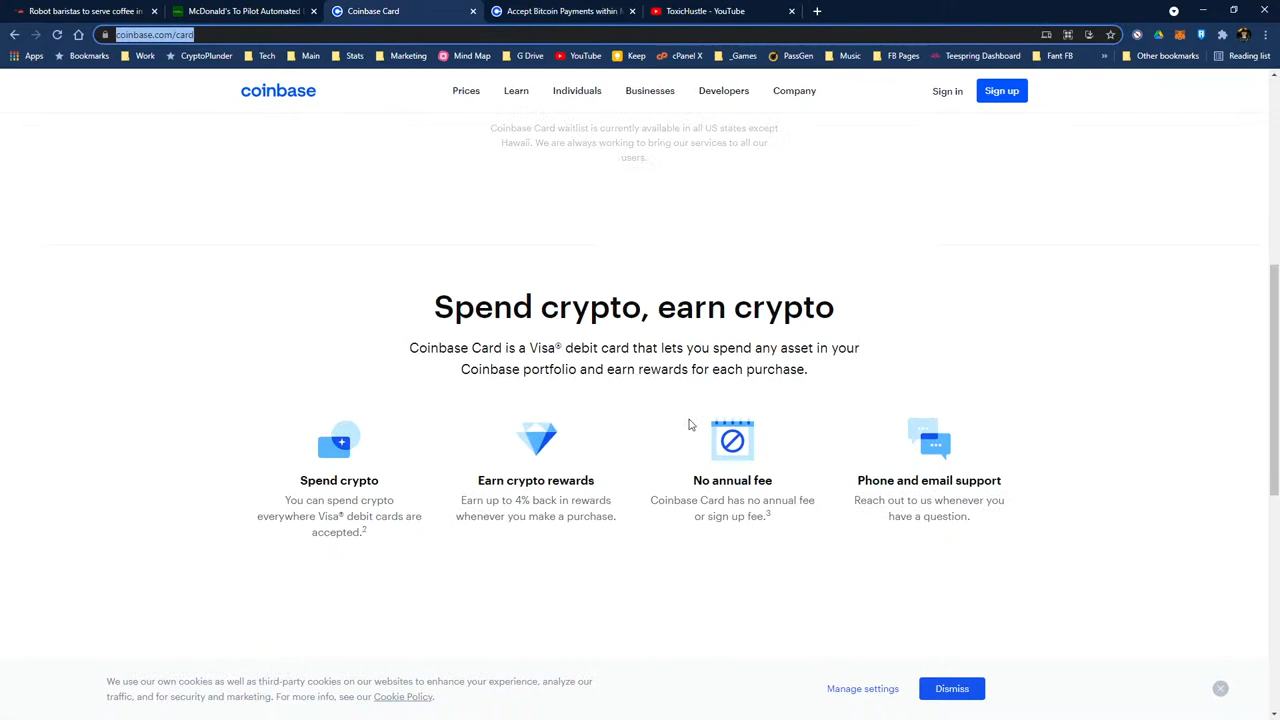 Robot baristas to serve coffee in
McDonald's To Pilot Automated
Coinbase Card
Accept Bitcoin Payments within
ToxicHustle - YouTube
coinbase.com/card
Apps
Bookmarks
Work
CryptoPlunder
Tech
Main
Stats
Marketing
Mind Map
G Drive
YouTube
Keep
cPanel X
_Games
PassGen
Music
FB Pages
Teespring Dashboard
Fant FF
Other bookmarks
Reading list
coinbase
Prices
Learn
Individuals
Businesses
Developers
Company
Sign in
Sign up
Coinbase Card waitlist is currently available in all US states except
Hawaii. We are always working to bring our services to all our
users.
Spend crypto, earn crypto
Coinbase Card is a Visa® debit card that lets you spend any asset in your
Coinbase portfolio and earn rewards for each purchase.
Spend crypto
You can spend crypto
everywhere Visa® debit cards are
accepted.2
Earn crypto rewards
Earn up to 4% back in rewards
whenever you make a purchase.
No annual fee
Coinbase Card has no annual fee
or sign up fee.3
Phone and email support
Reach out to us whenever you
have a question.
We use our own cookies as well as third-party cookies on our websites to enhance your experience, analyze our
traffic, and for security and marketing. For more info, see our Cookie Policy.
Manage settings
Dismiss